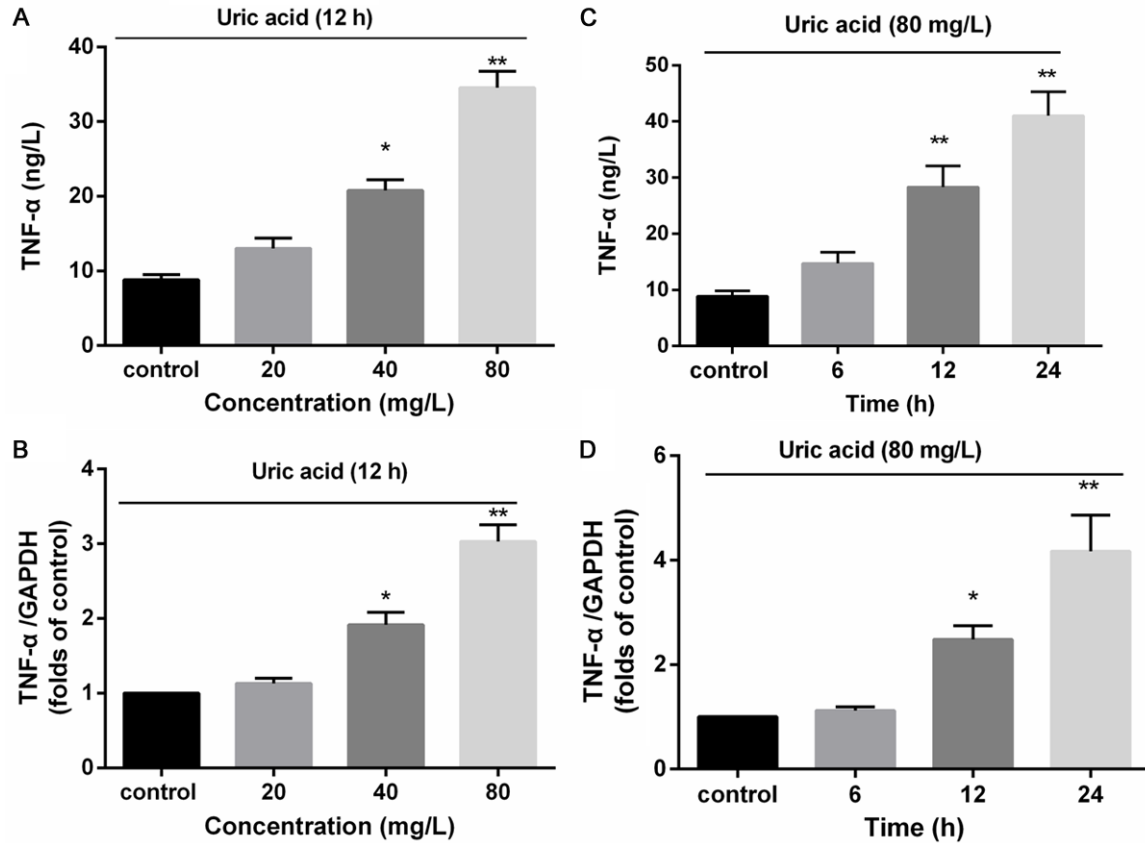 A
Uric acid (12 h)
TNF-α (ng/L)
40
30
20
10
0
**
*
control 20 40 80
Concentration (mg/L)
C
Uric acid (80 mg/L)
TNF-α (ng/L)
50
40
30
20
10
0
**
**
control 6 12 24
Time (h)
B
Uric acid (12 h)
TNF-α /GAPDH
(folds of control)
4
3
2
1
0
**
*
control 20 40 80
Concentration (mg/L)
D
Uric acid (80 mg/L)
TNF-α /GAPDH
(folds of control)
6
4
2
0
**
*
control 6 12 24
Time (h)